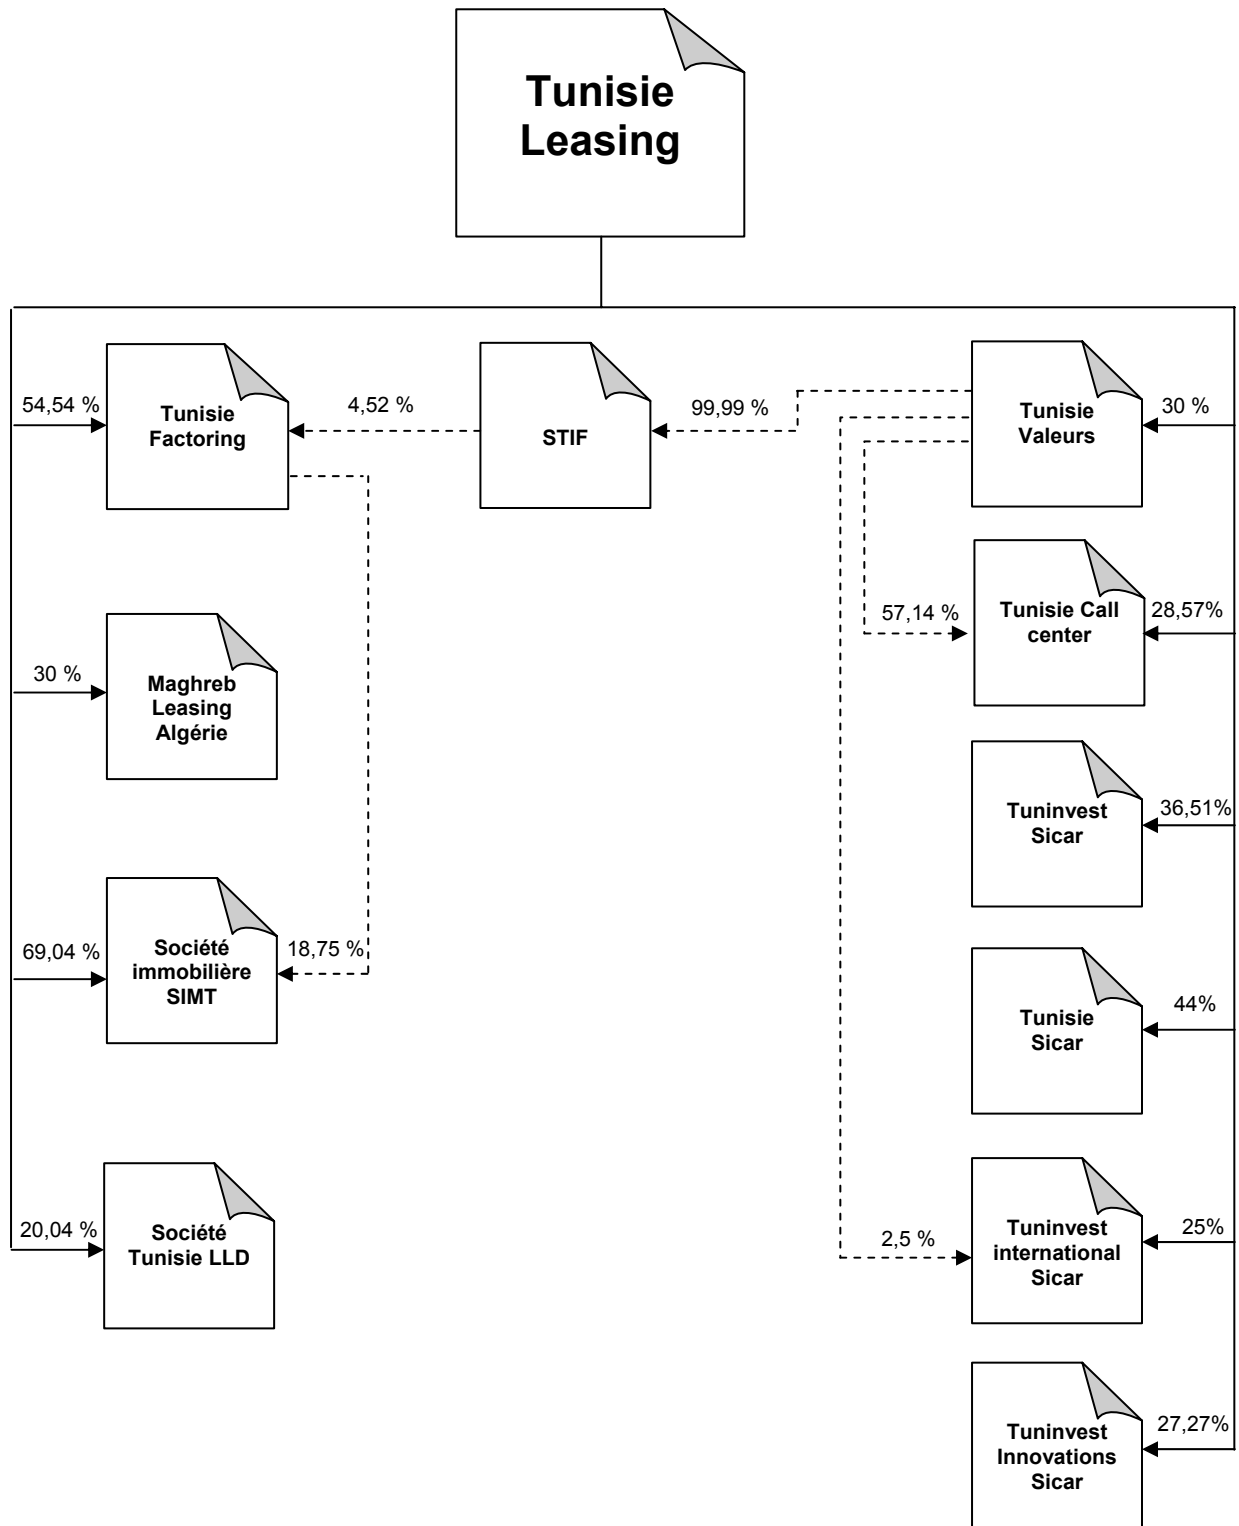 Tunisie
Leasing
54,54 %
Tunisie
Factoring
4,52 %
STIF
99,99 %
Tunisie
Valeurs
30 %
57,14 %
Tunisie Call
center
28,57%
30 %
Maghreb
Leasing
Algérie
Tuninvest
Sicar
36,51%
69,04 %
Société
immobilière
SIMT
18,75 %
Tunisie
Sicar
44%
20,04 %
Société
Tunisie LLD
2,5 %
Tuninvest
international
Sicar
25%
Tuninvest
Innovations
Sicar
27,27%